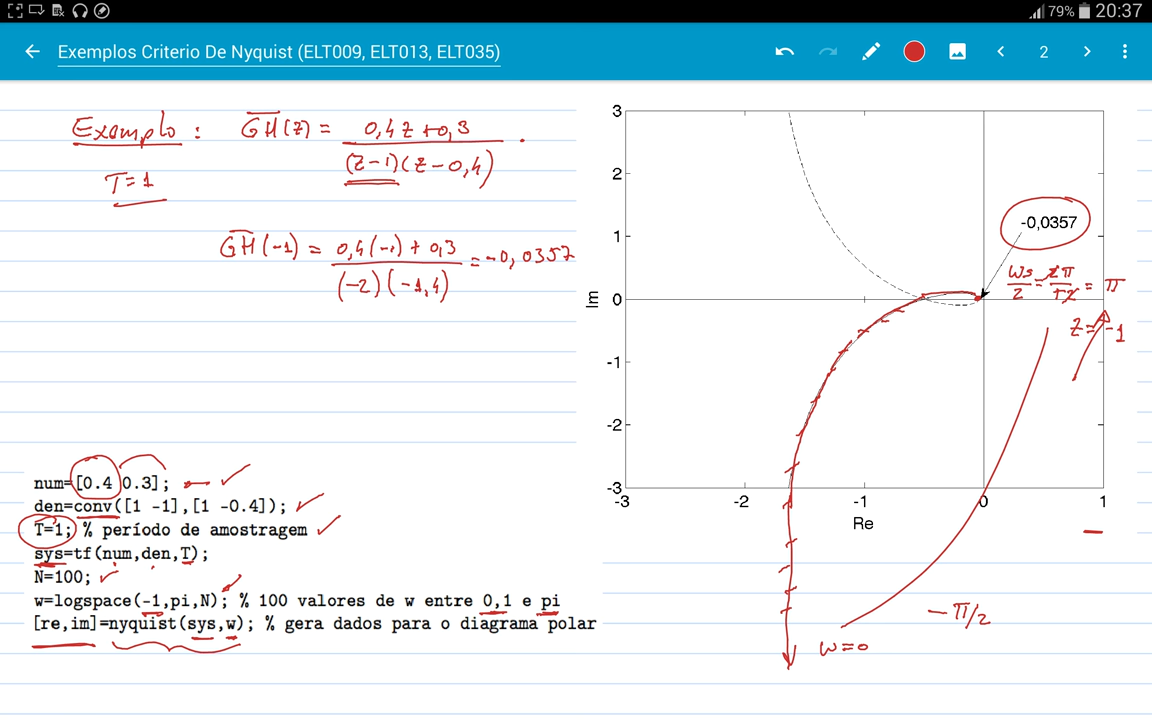 79% 20:37
Exemplos Criterio De Nyquist (ELT009, ELT013, ELT035)
2
Exemplo : GH(z) = 0,4z+0,3 / (z-1)(z-0,4) .
T=1
GH(-1) = 0,4(-1)+0,3 / (-2)(-1,4) = -0,0357
num=[0.4 0.3];
den=conv([1 -1],[1 -0.4]);
T=1; % período de amostragem
sys=tf(num,den,T);
N=100;
w=logspace(-1,pi,N); % 100 valores de w entre 0,1 e pi
[re,im]=nyquist(sys,w); % gera dados para o diagrama polar
3
2
1
0
-1
-2
-3
Im
-3 -2 -1 0 1
Re
-0,0357
Ws/2 = 2π/T2 = π
z=-1
-π/2
w=0